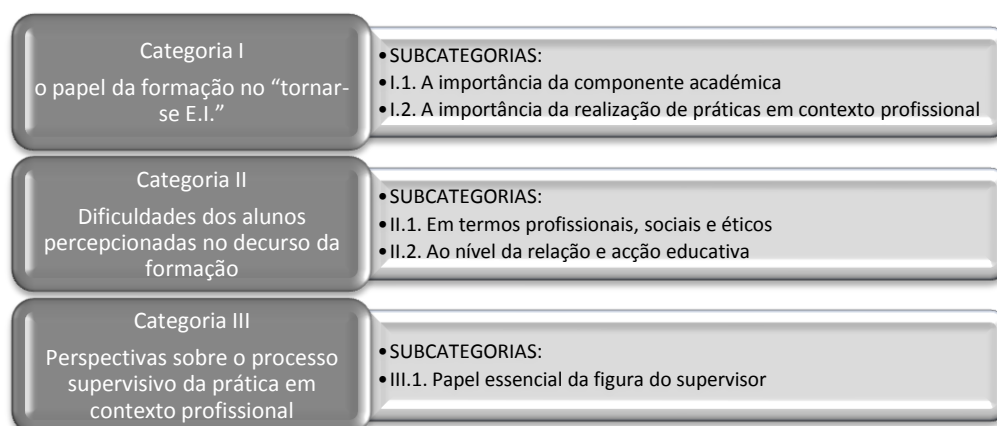 Categoria I
o papel da formação no “tornar-
se E.I.”
•SUBCATEGORIAS:
•I.1. A importância da componente académica
•I.2. A importância da realização de práticas em contexto profissional
Categoria II
Dificuldades dos alunos
percepcionadas no decurso da
formação
•SUBCATEGORIAS:
•II.1. Em termos profissionais, sociais e éticos
•II.2. Ao nível da relação e acção educativa
Categoria III
Perspectivas sobre o processo
supervisivo da prática em
contexto profissional
•SUBCATEGORIAS:
•III.1. Papel essencial da figura do supervisor